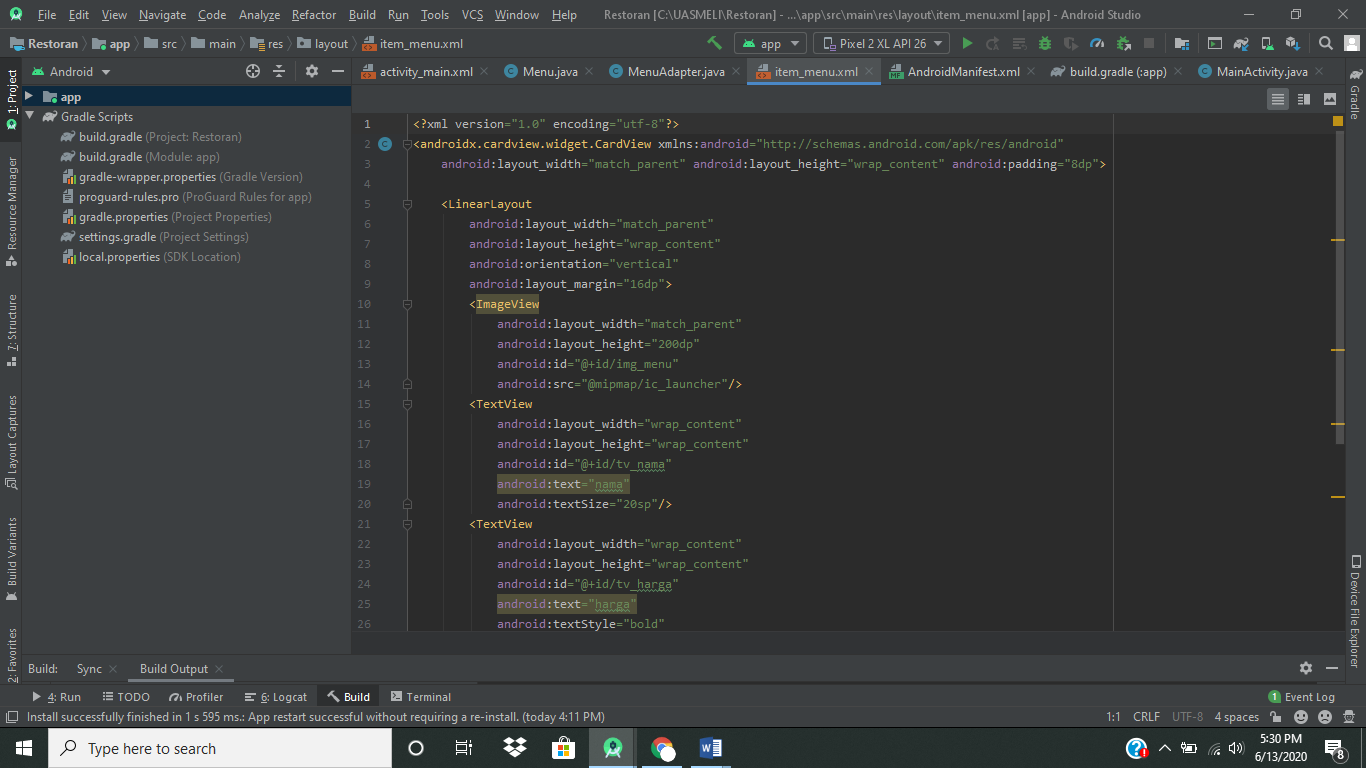 File Edit View Navigate Code Analyze Refactor Build Run Tools VCS Window Help Restoran [C:\UASMELI\Restoran] - ...\app\src\main\res\layout\item_menu.xml [app] - Android Studio
Restoran app src main res layout item_menu.xml app Pixel 2 XL API 26
Android activity_main.xml Menu.java MenuAdapter.java item_menu.xml AndroidManifest.xml build.gradle (:app) MainActivity.java
1: Project
Resource Manager
Z: Structure
Layout Captures
Build Variants
2: Favorites
app
Gradle Scripts
build.gradle (Project: Restoran)
build.gradle (Module: app)
gradle-wrapper.properties (Gradle Version)
proguard-rules.pro (ProGuard Rules for app)
gradle.properties (Project Properties)
settings.gradle (Project Settings)
local.properties (SDK Location)
1 <?xml version="1.0" encoding="utf-8"?>
2 C <androidx.cardview.widget.CardView xmlns:android="http://schemas.android.com/apk/res/android"
3 android:layout_width="match_parent" android:layout_height="wrap_content" android:padding="8dp">
4
5 <LinearLayout
6 android:layout_width="match_parent"
7 android:layout_height="wrap_content"
8 android:orientation="vertical"
9 android:layout_margin="16dp">
10 <ImageView
11 android:layout_width="match_parent"
12 android:layout_height="200dp"
13 android:id="@+id/img_menu"
14 android:src="@mipmap/ic_launcher"/>
15 <TextView
16 android:layout_width="wrap_content"
17 android:layout_height="wrap_content"
18 android:id="@+id/tv_nama"
19 android:text="nama"
20 android:textSize="20sp"/>
21 <TextView
22 android:layout_width="wrap_content"
23 android:layout_height="wrap_content"
24 android:id="@+id/tv_harga"
25 android:text="harga"
26 android:textStyle="bold"
Gradle
Device File Explorer
Build: Sync Build Output
4: Run TODO Profiler 6: Logcat Build Terminal 1 Event Log
Install successfully finished in 1 s 595 ms.: App restart successful without requiring a re-install. (today 4:11 PM) 1:1 CRLF UTF-8 4 spaces
Type here to search
5:30 PM
6/13/2020
8